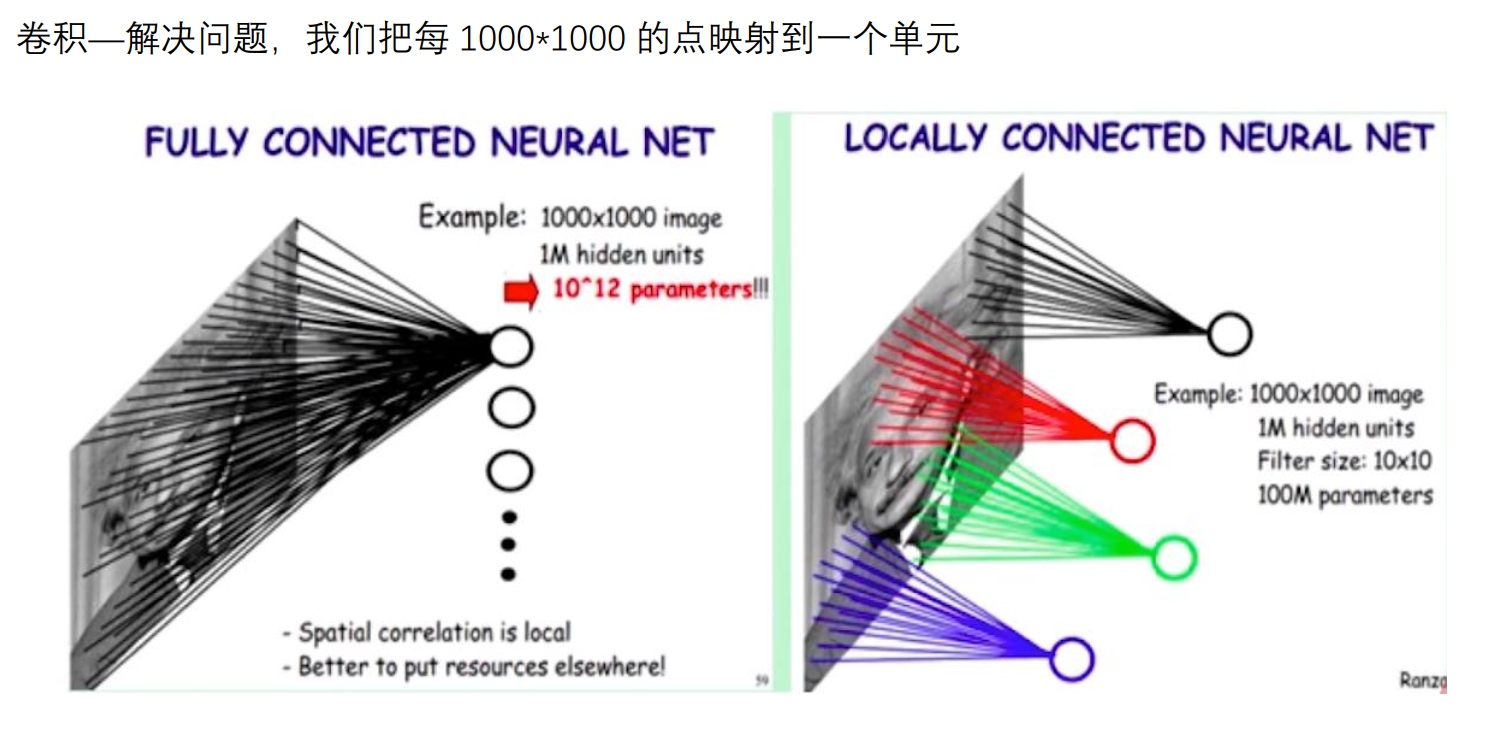 卷积—解决问题，我们把每 1000*1000 的点映射到一个单元
FULLY CONNECTED NEURAL NET
Example: 1000x1000 image
1M hidden units
10^12 parameters!!!
- Spatial correlation is local
- Better to put resources elsewhere!
59
LOCALLY CONNECTED NEURAL NET
Example: 1000x1000 image
1M hidden units
Filter size: 10x10
100M parameters
Ranza